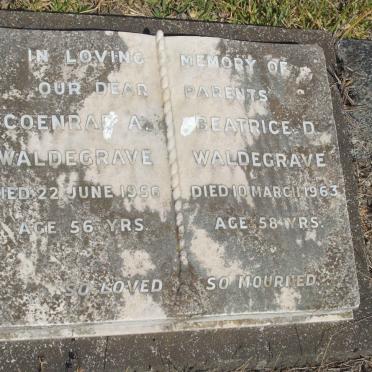 IN LOVING MEMORY OF
OUR DEAR PARENTS
COENRAD A.
WALDEGRAVE
DIED 22 JUNE 1956
AGE 56 YRS.
SO LOVED
BEATRICE D.
WALDEGRAVE
DIED 10 MARCH 1963
AGE 58 YRS.
SO MOURNED